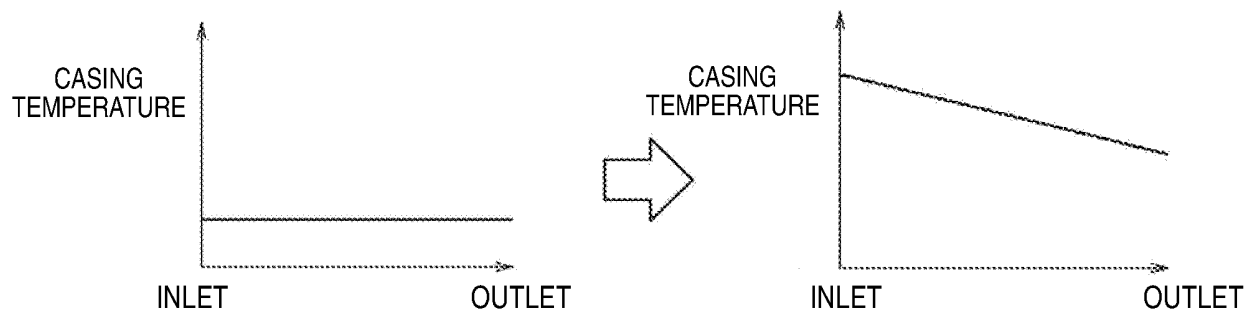 CASING
TEMPERATURE
INLET
OUTLET
CASING
TEMPERATURE
INLET
OUTLET